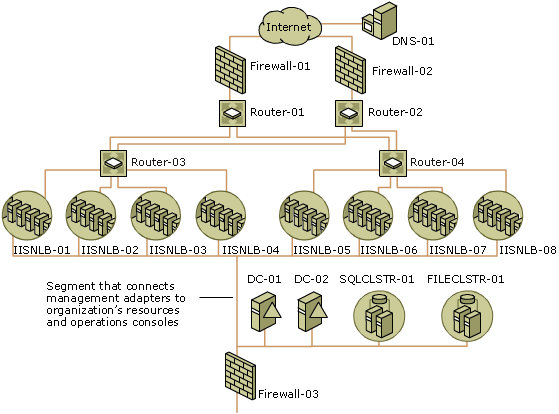 Internet
DNS-01
Firewall-01
Firewall-02
Router-01
Router-02
Router-03
Router-04
IISNLB-01
IISNLB-02
IISNLB-03
IISNLB-04
IISNLB-05
IISNLB-06
IISNLB-07
IISNLB-08
Segment that connects
management adapters to
organization's resources
and operations consoles
DC-01
DC-02
SQLCLSTR-01
FILECLSTR-01
Firewall-03